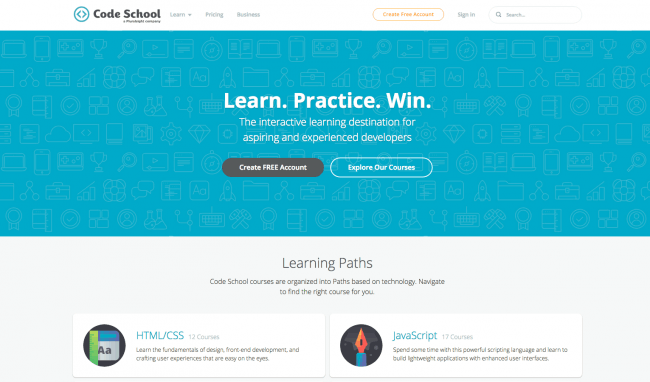 Code School
a Pluralsight company
Learn
Pricing
Business
Create Free Account
Sign In
Search...
Learn. Practice. Win.
The interactive learning destination for
aspiring and experienced developers
Create FREE Account
Explore Our Courses
Learning Paths
Code School courses are organized into Paths based on technology. Navigate
to find the right course for you.
HTML/CSS 12 Courses
Learn the fundamentals of design, front-end development, and
crafting user experiences that are easy on the eyes.
Aa
JavaScript 17 Courses
Spend some time with this powerful scripting language and learn to
build lightweight applications with enhanced user interfaces.